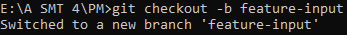 E:\A SMT 4\PM>git checkout -b feature-input
Switched to a new branch 'feature-input'